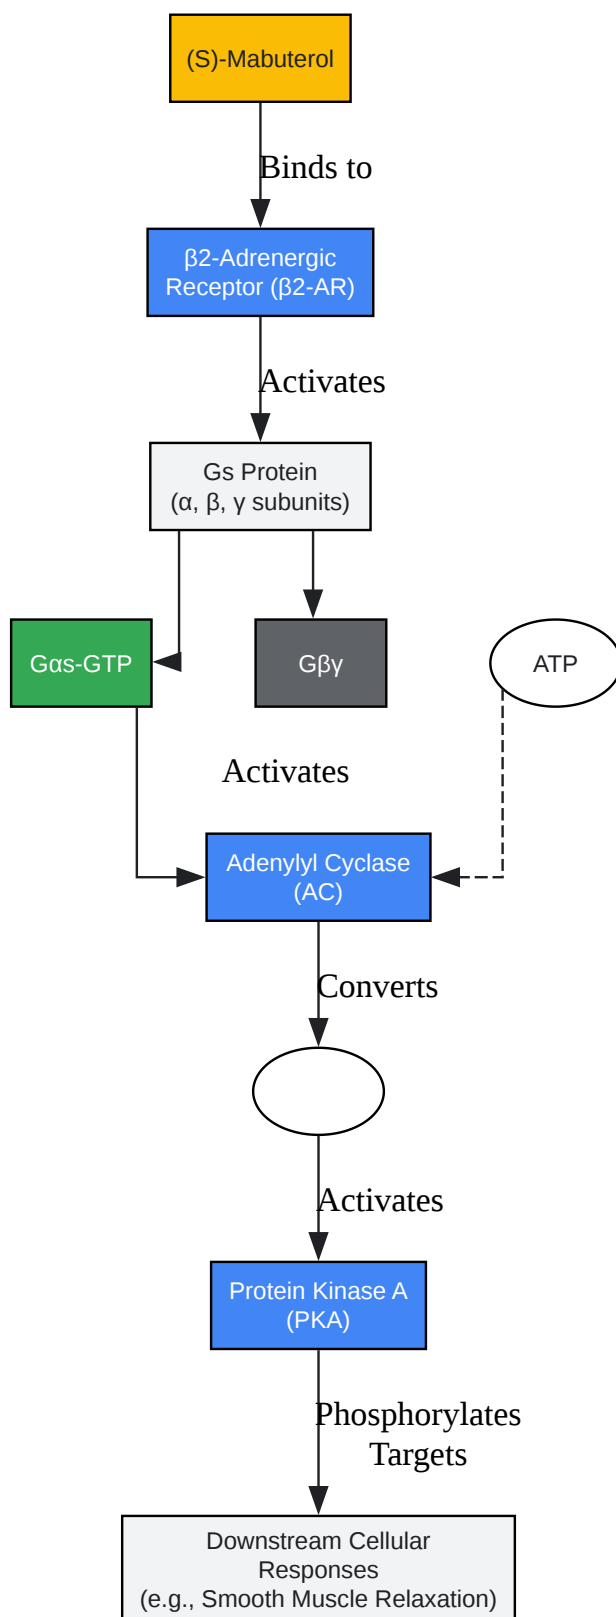 (S)-Mabuterol
Binds to
β2-Adrenergic
Receptor (β2-AR)
Activates
Gs Protein
(α, β, γ subunits)
Gαs-GTP
Gβγ
ATP
Activates
Adenylyl Cyclase
(AC)
Converts
Activates
Protein Kinase A
(PKA)
Phosphorylates
Targets
Downstream Cellular
Responses
(e.g., Smooth Muscle Relaxation)